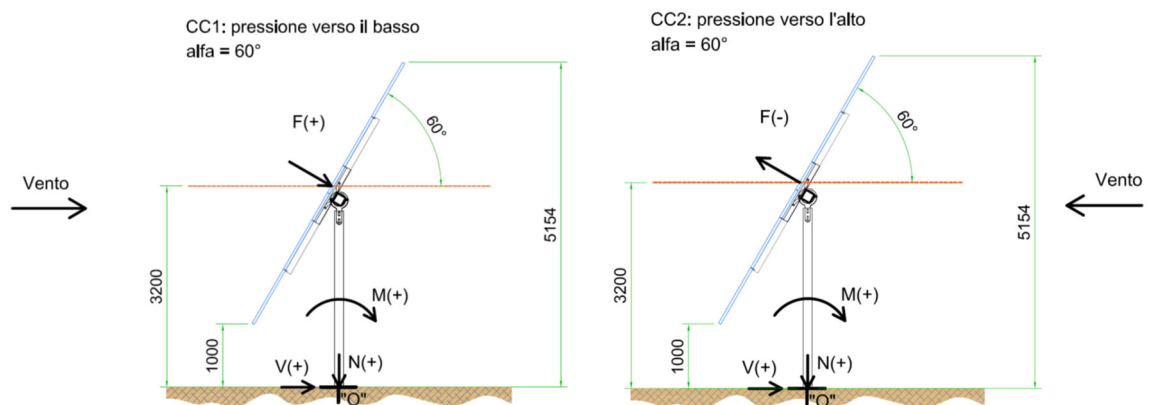 CC1: pressione verso il basso
alfa = 60°
F(+)
60°
Vento
3200
5154
M(+)
1000
V(+)
N(+)
"O"
CC2: pressione verso l'alto
alfa = 60°
F(-)
60°
Vento
3200
5154
M(+)
1000
V(+)
N(+)
"O"